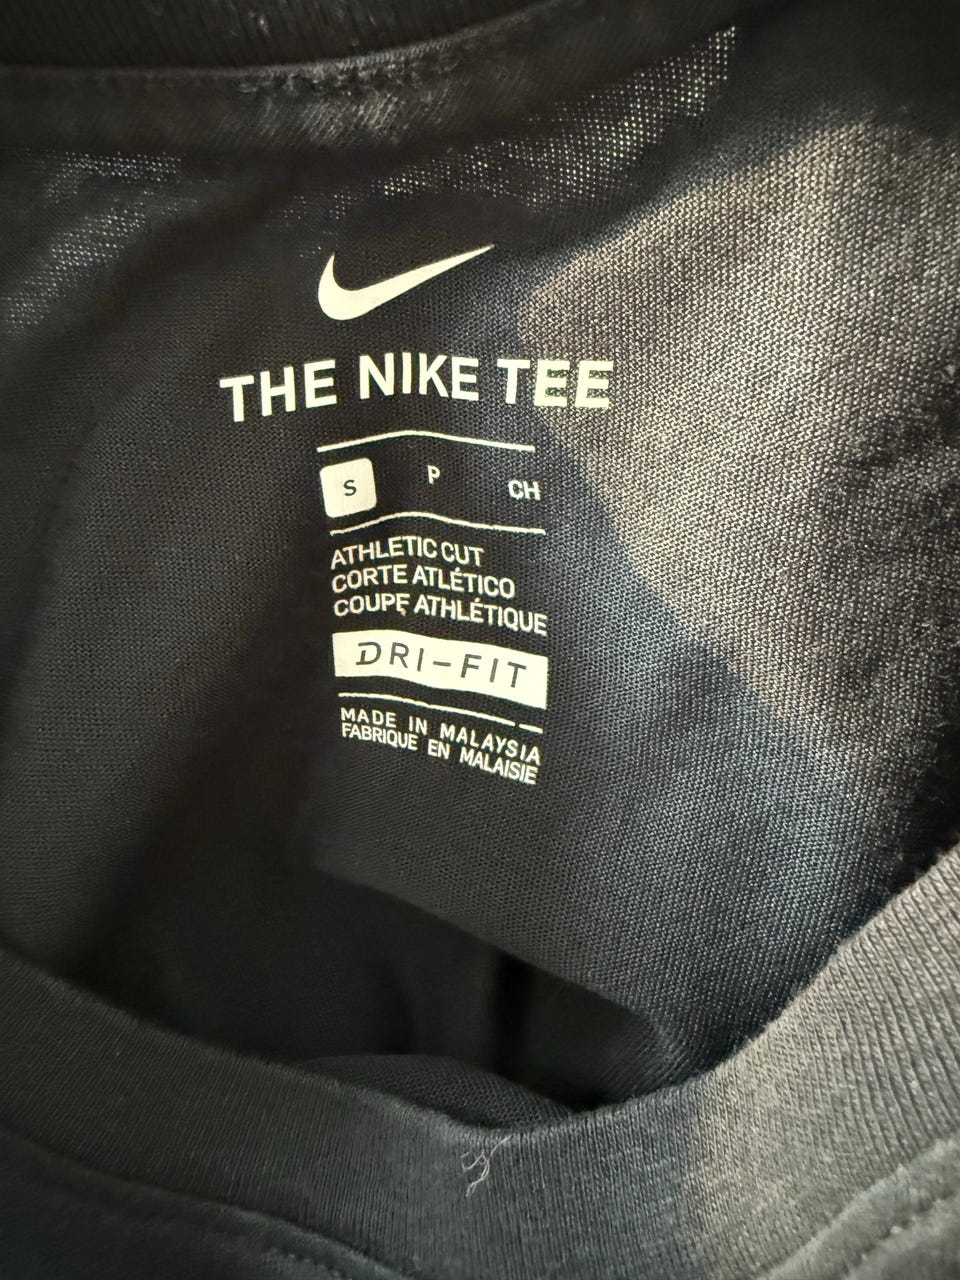 THE NIKE TEE
S P CH
ATHLETIC CUT
CORTE ATLÉTICO
COUPE ATHLÉTIQUE
DRI-FIT
MADE IN MALAYSIA
FABRIQUE EN MALAISIE